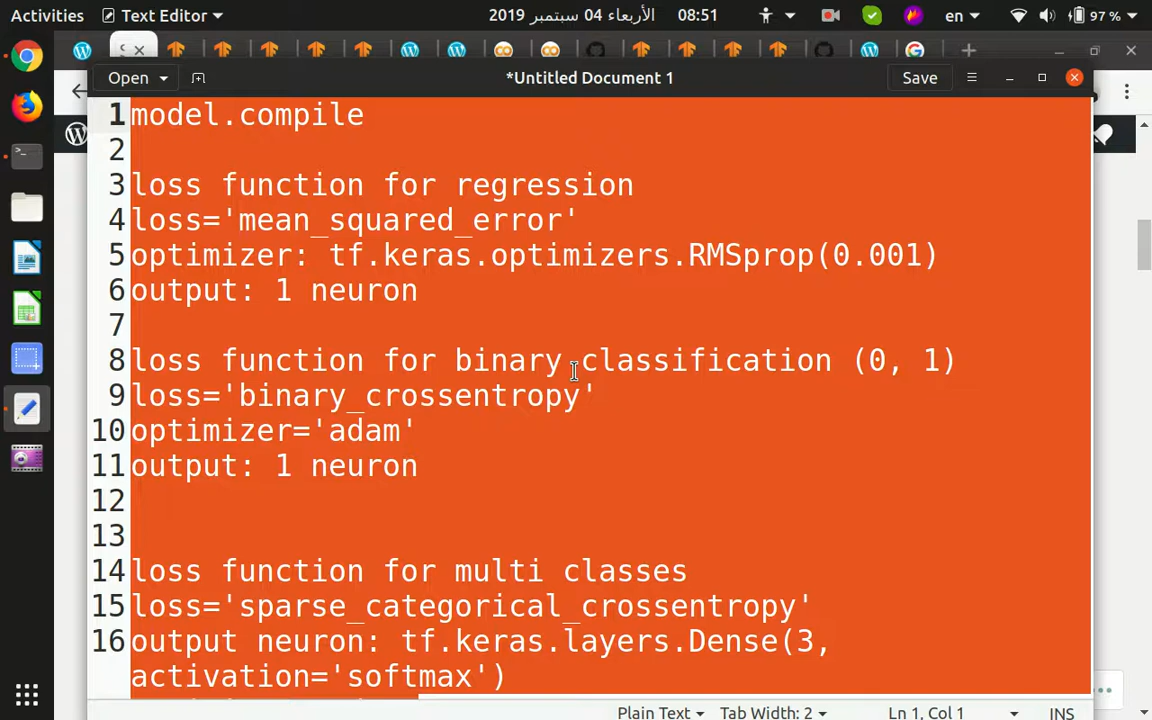 Activities
Text Editor
الأربعاء 04 سبتمبر 2019
08:51
en
97 %
Open
*Untitled Document 1
Save
1 model.compile
2
3 loss function for regression
4 loss='mean_squared_error'
5 optimizer: tf.keras.optimizers.RMSprop(0.001)
6 output: 1 neuron
7
8 loss function for binary classification (0, 1)
9 loss='binary_crossentropy'
10 optimizer='adam'
11 output: 1 neuron
12
13
14 loss function for multi classes
15 loss='sparse_categorical_crossentropy'
16 output neuron: tf.keras.layers.Dense(3,
activation='softmax')
Plain Text
Tab Width: 2
Ln 1, Col 1
INS